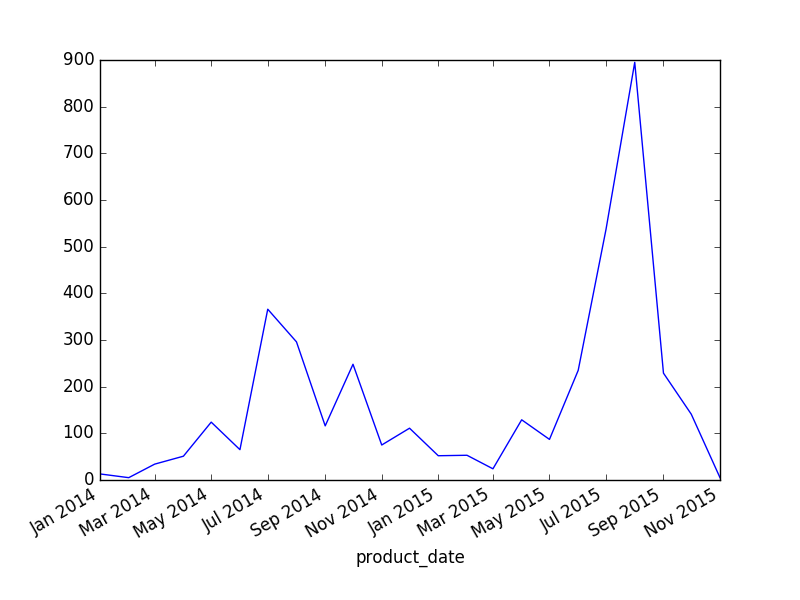 900
800
700
600
500
400
300
200
100
0
Jan 2014
Mar 2014
May 2014
Jul 2014
Sep 2014
Nov 2014
Jan 2015
Mar 2015
May 2015
Jul 2015
Sep 2015
Nov 2015
product_date